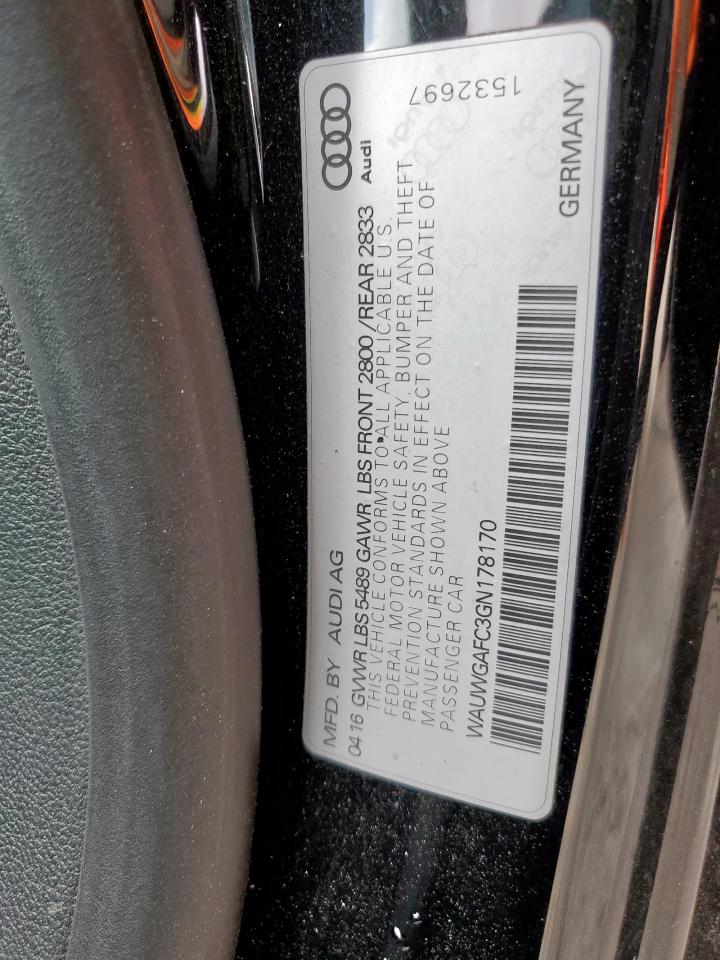 MFD. BY AUDI AG
Audi
04 16 GVWR LBS 5489 GAWR LBS FRONT 2800 /REAR 2833
THIS VEHICLE CONFORMS TO ALL APPLICABLE U.S.
FEDERAL MOTOR VEHICLE SAFETY, BUMPER AND THEFT
PREVENTION STANDARDS IN EFFECT ON THE DATE OF
MANUFACTURE SHOWN ABOVE
PASSENGER CAR
WAUWGAFC3GN178170
1532697
GERMANY